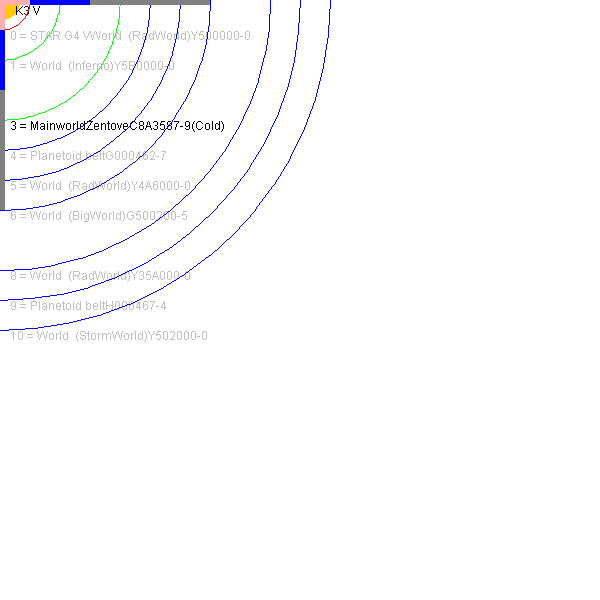 K3 V
0 = STAR G4 VWorld (RadWorld)Y500000-0
1 = World (Inferno)Y5B0000-0
3 = MainworldZentoveC8A3587-9(Cold)
4 = Planetoid beltG000462-7
5 = World (RadWorld)Y4A6000-0
6 = World (BigWorld)G500200-5
8 = World (RadWorld)Y35A000-0
9 = Planetoid beltH000467-4
10 = World (StormWorld)Y502000-0